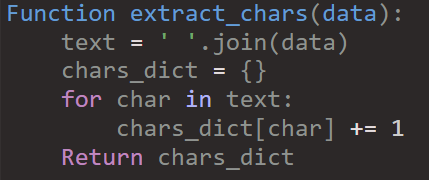 Function extract_chars(data):
    text = ' '.join(data)
    chars_dict = {}
    for char in text:
        chars_dict[char] += 1
    Return chars_dict